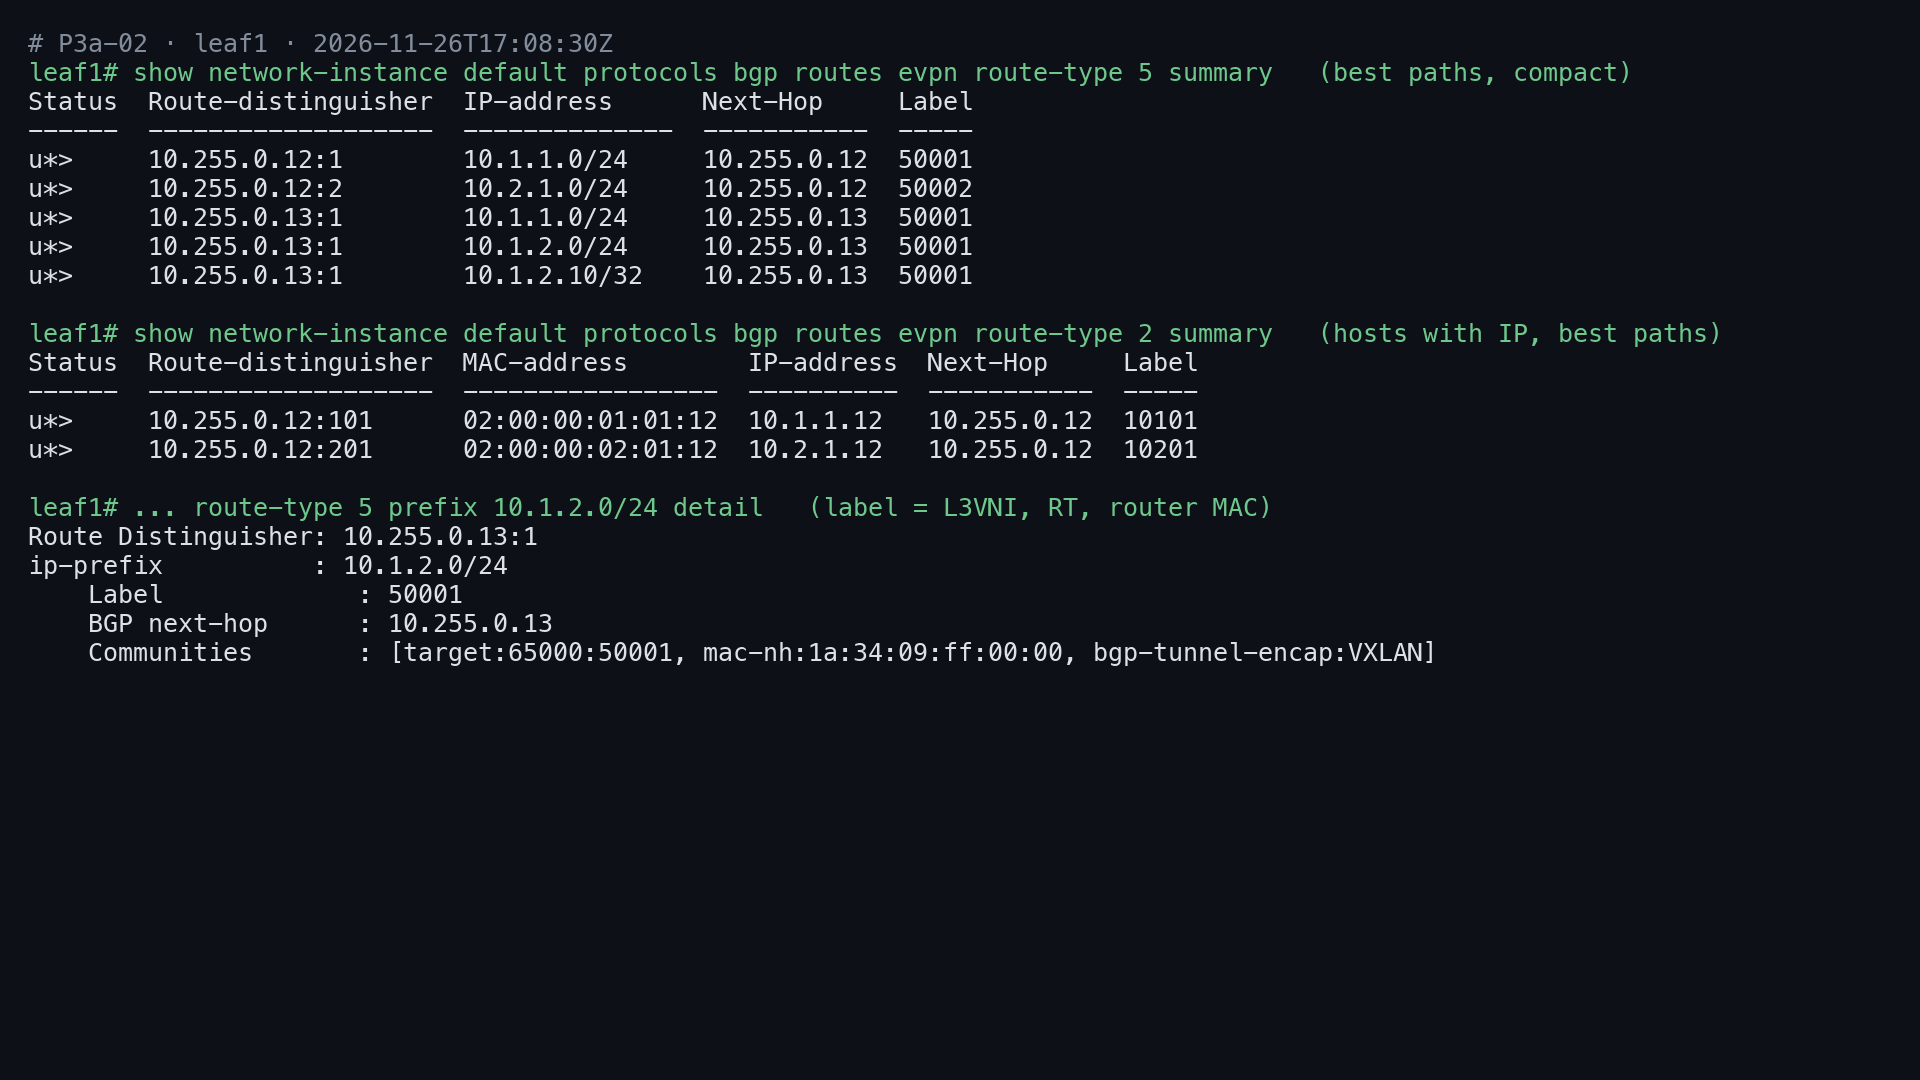 # P3a-02 · leaf1 · 2026-11-26T17:08:30Z
leaf1# show network-instance default protocols bgp routes evpn route-type 5 summary   (best paths, compact)
Status  Route-distinguisher  IP-address      Next-Hop     Label
------  -------------------  --------------  -----------  -----
u*>     10.255.0.12:1        10.1.1.0/24     10.255.0.12  50001
u*>     10.255.0.12:2        10.2.1.0/24     10.255.0.12  50002
u*>     10.255.0.13:1        10.1.1.0/24     10.255.0.13  50001
u*>     10.255.0.13:1        10.1.2.0/24     10.255.0.13  50001
u*>     10.255.0.13:1        10.1.2.10/32    10.255.0.13  50001

leaf1# show network-instance default protocols bgp routes evpn route-type 2 summary   (hosts with IP, best paths)
Status  Route-distinguisher  MAC-address        IP-address  Next-Hop     Label
------  -------------------  -----------------  ----------  -----------  -----
u*>     10.255.0.12:101      02:00:00:01:01:12  10.1.1.12   10.255.0.12  10101
u*>     10.255.0.12:201      02:00:00:02:01:12  10.2.1.12   10.255.0.12  10201

leaf1# ... route-type 5 prefix 10.1.2.0/24 detail   (label = L3VNI, RT, router MAC)
Route Distinguisher: 10.255.0.13:1
ip-prefix          : 10.1.2.0/24
    Label             : 50001
    BGP next-hop      : 10.255.0.13
    Communities       : [target:65000:50001, mac-nh:1a:34:09:ff:00:00, bgp-tunnel-encap:VXLAN]